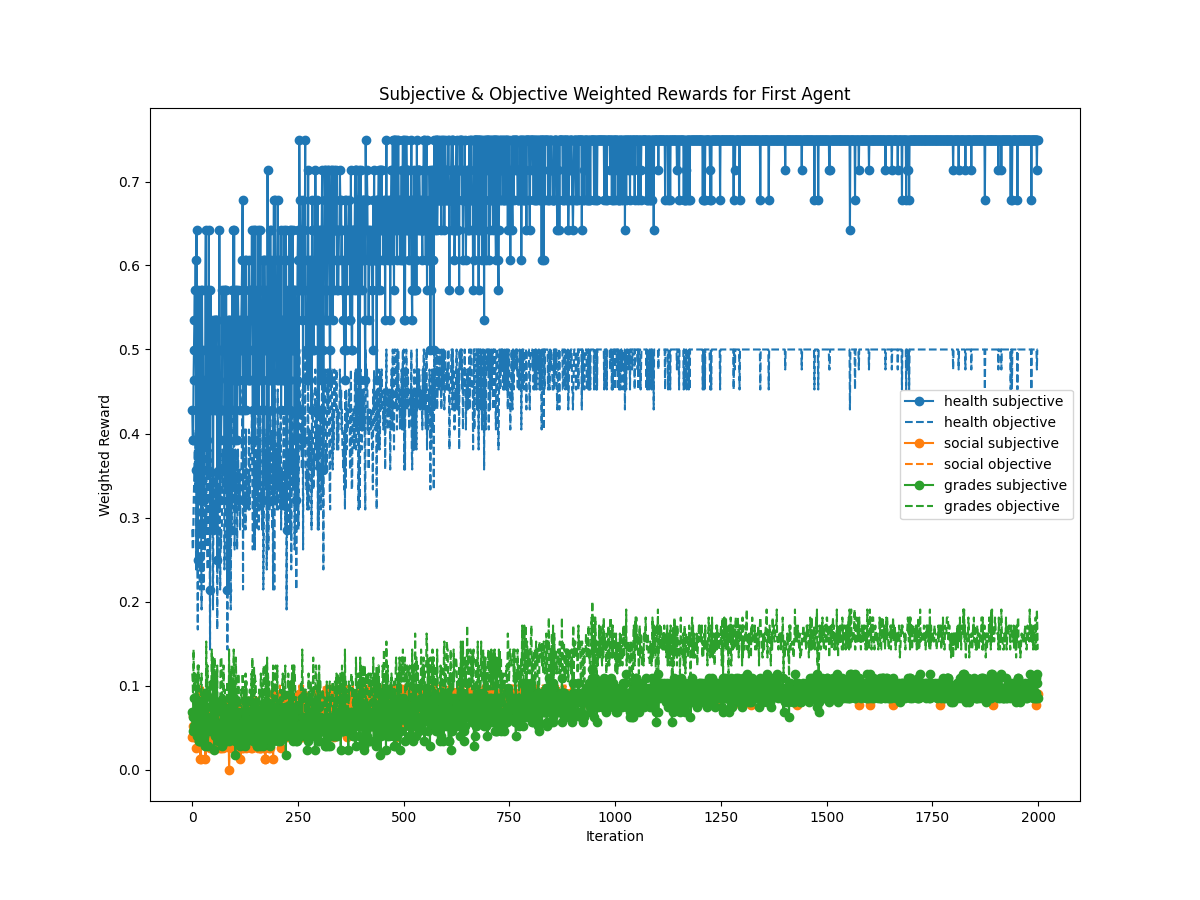 Subjective & Objective Weighted Rewards for First Agent
Weighted Reward
0.7
0.6
0.5
0.4
0.3
0.2
0.1
0.0
health subjective
health objective
social subjective
social objective
grades subjective
grades objective
0 250 500 750 1000 1250 1500 1750 2000
Iteration